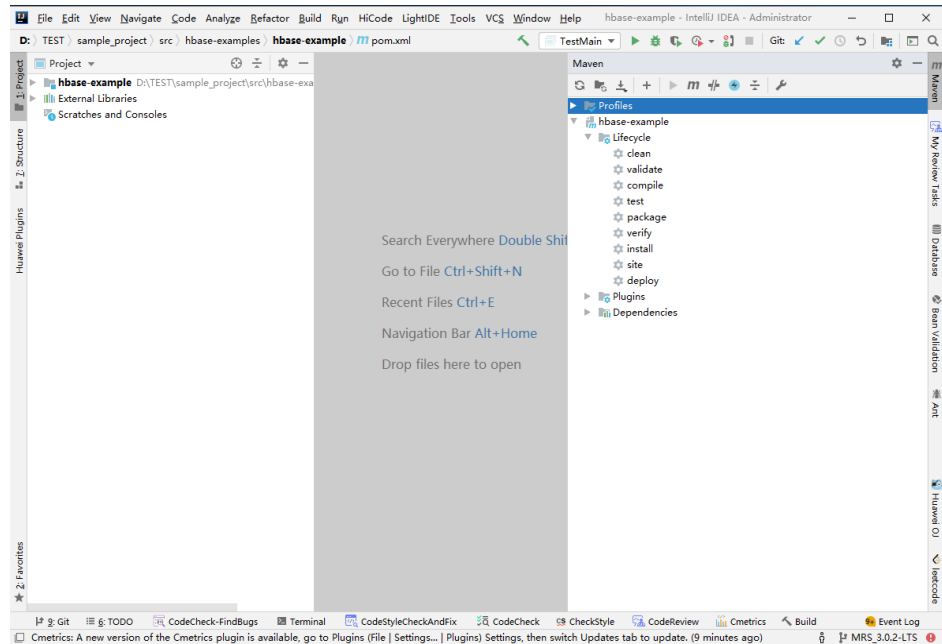 File Edit View Navigate Code Analyze Refactor Build Run HiCode LightIDE Tools VCS Window Help hbase-example - IntelliJ IDEA - Administrator
D: TEST sample_project src hbase-examples hbase-example m pom.xml TestMain Git:
1: Project
Z: Structure
Huawei Plugins
2: Favorites
Project
hbase-example D:\TEST\sample_project\src\hbase-exa
External Libraries
Scratches and Consoles
Search Everywhere Double Shif
Go to File Ctrl+Shift+N
Recent Files Ctrl+E
Navigation Bar Alt+Home
Drop files here to open
Maven
Profiles
hbase-example
Lifecycle
clean
validate
compile
test
package
verify
install
site
deploy
Plugins
Dependencies
Maven
My Review Tasks
Database
Bean Validation
Ant
Huawei OJ
leetcode
9: Git 6: TODO CodeCheck-FindBugs Terminal CodeStyleCheckAndFix CodeCheck CS CheckStyle CodeReview Cmetrics Build Event Log
Cmetrics: A new version of the Cmetrics plugin is available, go to Plugins (File | Settings... | Plugins) Settings, then switch Updates tab to update. (9 minutes ago) MRS_3.0.2-LTS